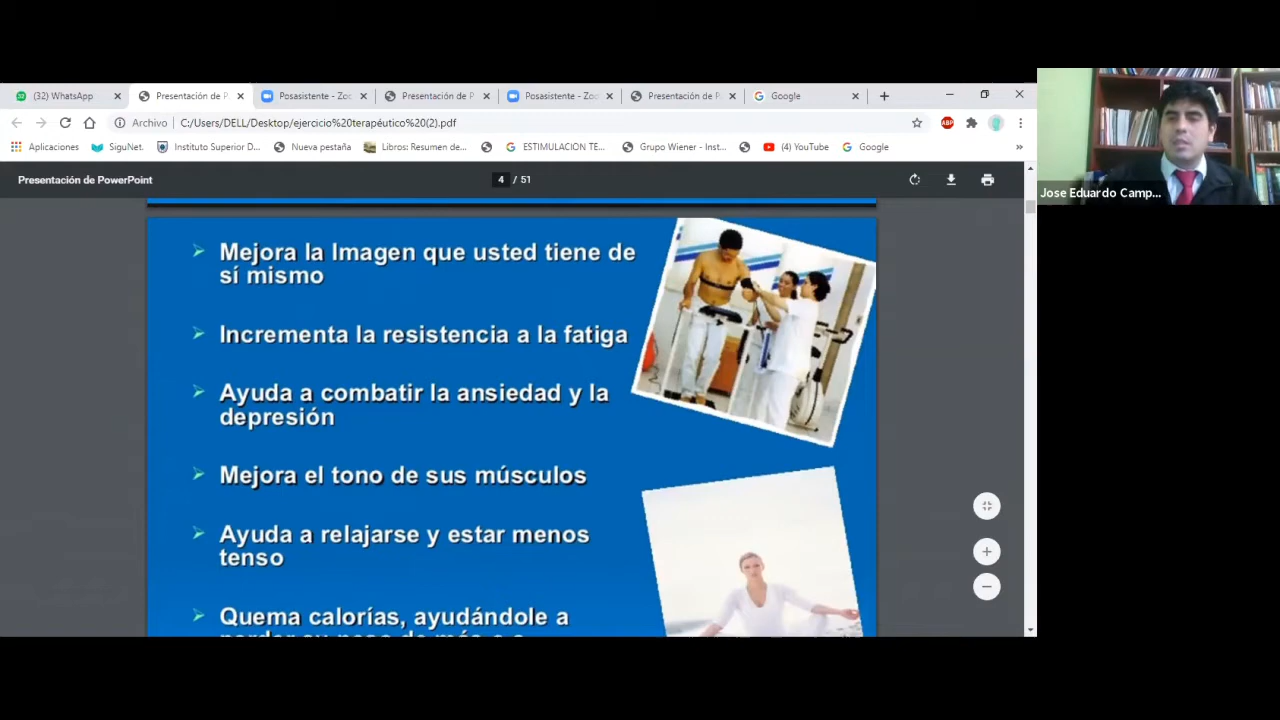 (32) WhatsApp
Presentación de P
Posasistente - Zoo
Presentación de P
Posasistente - Zoo
Presentación de P
Google
Archivo
C:/Users/DELL/Desktop/ejercicio%20terapéutico%20(2).pdf
ABP
Aplicaciones
SiguNet.
Instituto Superior D...
Nueva pestaña
Libros: Resumen de...
ESTIMULACION TE...
Grupo Wiener - Inst...
(4) YouTube
Google
»
Presentación de PowerPoint
4 / 51
Jose Eduardo Camp...
Mejora la Imagen que usted tiene de
sí mismo
Incrementa la resistencia a la fatiga
Ayuda a combatir la ansiedad y la
depresión
Mejora el tono de sus músculos
Ayuda a relajarse y estar menos
tenso
Quema calorías, ayudándole a